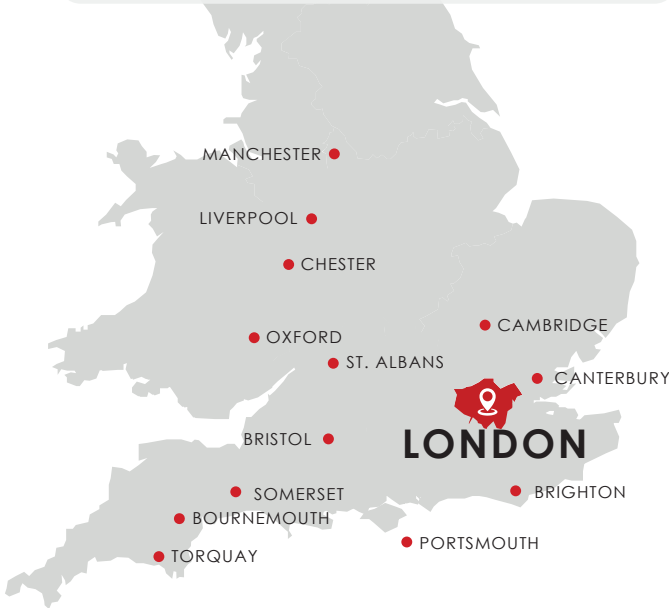 MANCHESTER
LIVERPOOL
CHESTER
CAMBRIDGE
OXFORD
ST. ALBANS
CANTERBURY
BRISTOL
LONDON
SOMERSET
BRIGHTON
BOURNEMOUTH
PORTSMOUTH
TORQUAY